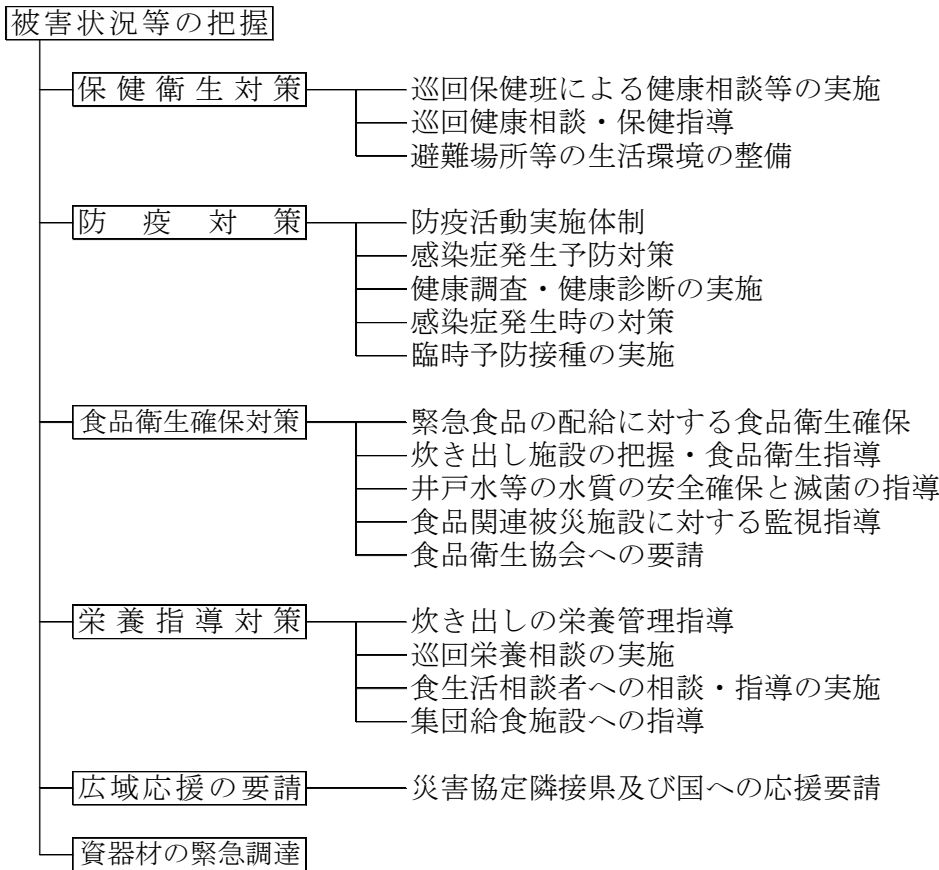 被害状況等の把握
保健衛生対策
巡回保健班による健康相談等の実施
巡回健康相談・保健指導
避難場所等の生活環境の整備
防疫対策
防疫活動実施体制
感染症発生予防対策
健康調査・健康診断の実施
感染症発生時の対策
臨時予防接種の実施
食品衛生確保対策
緊急食品の配給に対する食品衛生確保
炊き出し施設の把握・食品衛生指導
井戸水等の水質の安全確保と滅菌の指導
食品関連被災施設に対する監視指導
食品衛生協会への要請
栄養指導対策
炊き出しの栄養管理指導
巡回栄養相談の実施
食生活相談者への相談・指導の実施
集団給食施設への指導
広域応援の要請
災害協定隣接県及び国への応援要請
資器材の緊急調達